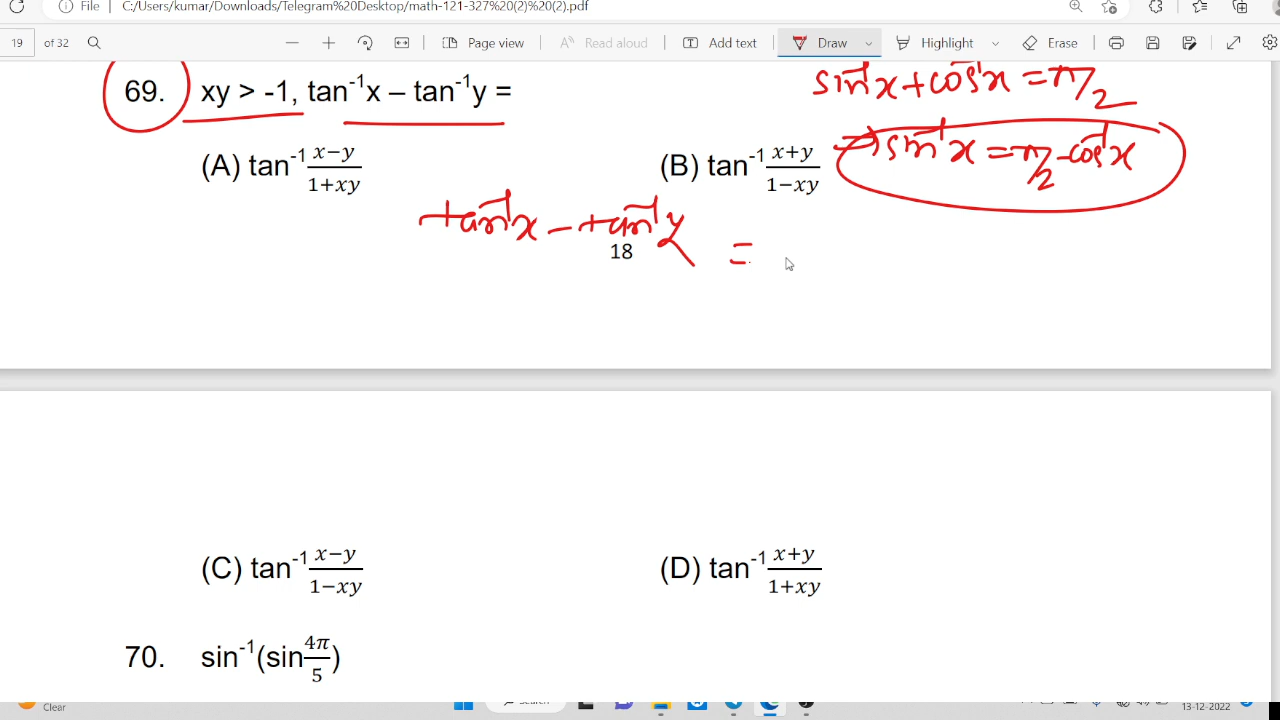 File C:/Users/kumar/Downloads/Telegram%20Desktop/math-121-327%20(2)%20(2).pdf
19 of 32 Page view Read aloud Add text Draw Highlight Erase
69. xy > -1, tan⁻¹x – tan⁻¹y =
sin⁻¹x + cos⁻¹x = π/2
(A) tan⁻¹ (x−y)/(1+xy) (B) tan⁻¹ (x+y)/(1−xy)
⇒ sin⁻¹x = π/2 - cos⁻¹x
tan⁻¹x – tan⁻¹y =
18
(C) tan⁻¹ (x−y)/(1−xy) (D) tan⁻¹ (x+y)/(1+xy)
70. sin⁻¹(sin 4π/5)
Clear Search 13-12-2022